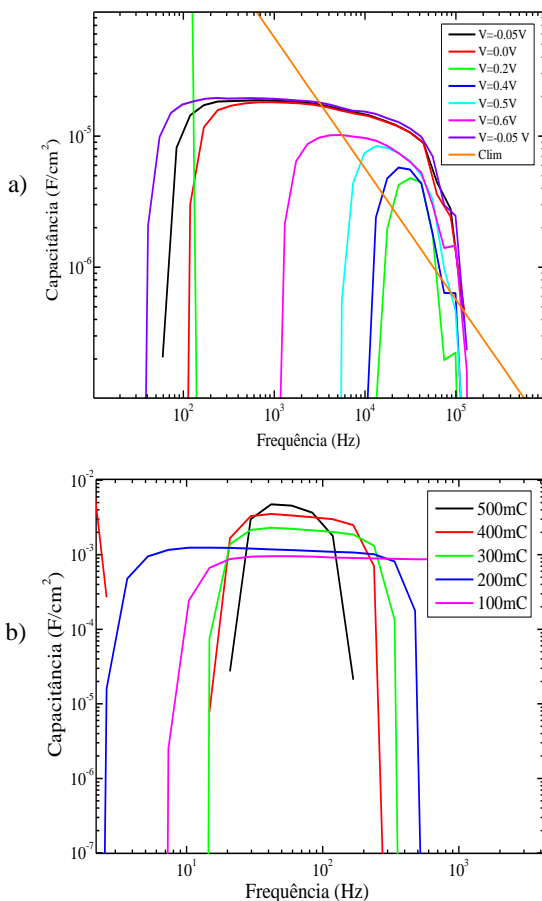 a)
Capacitância (F/cm²)
10⁻⁵
10⁻⁶
V=-0.05V
V=0.0V
V=0.2V
V=0.4V
V=0.5V
V=0.6V
V=-0.05 V
Clim
10² 10³ 10⁴ 10⁵
Frequência (Hz)
b)
Capacitância (F/cm²)
10⁻²
10⁻³
10⁻⁴
10⁻⁵
10⁻⁶
10⁻⁷
500mC
400mC
300mC
200mC
100mC
10¹ 10² 10³
Frequência (Hz)